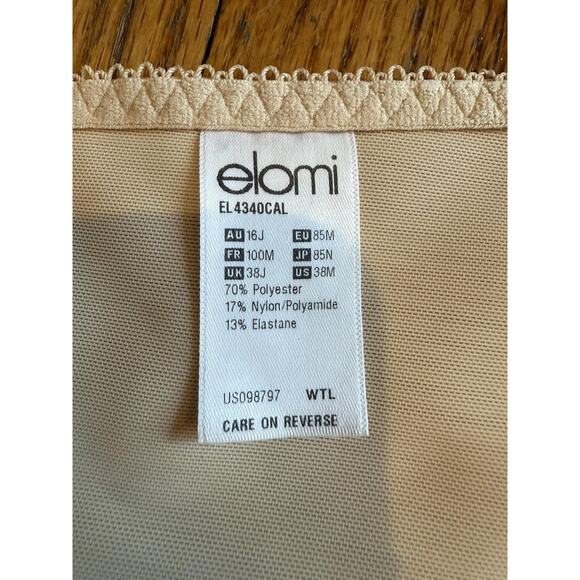 elomi
EL4340CAL
AU 16J EU 85M
FR 100M JP 85N
UK 38J US 38M
70% Polyester
17% Nylon/Polyamide
13% Elastane
US098797 WTL
CARE ON REVERSE